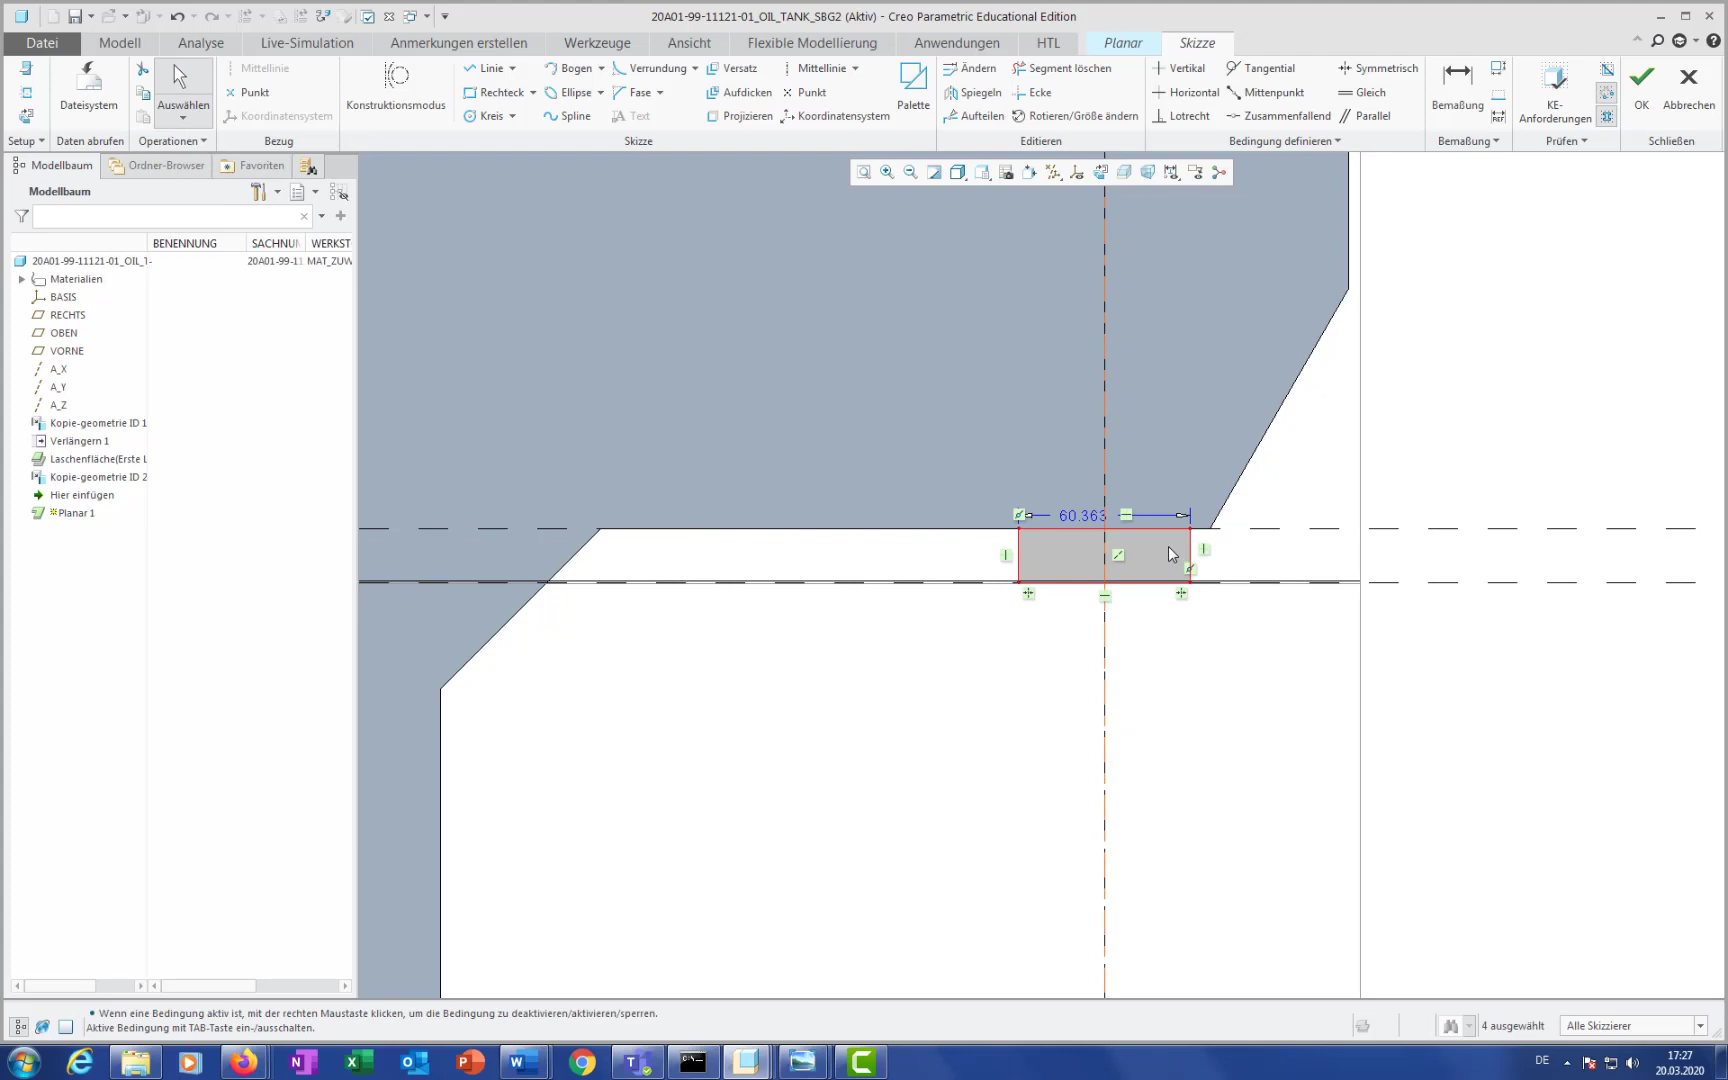 20A01-99-11121-01_OIL_TANK_SBG2 (Aktiv) - Creo Parametric Educational Edition
Datei Modell Analyse Live-Simulation Anmerkungen erstellen Werkzeuge Ansicht Flexible Modellierung Anwendungen HTL Planar Skizze
Mittellinie Linie Bogen Verrundung Versatz Mittellinie Ändern Segment löschen Vertikal Tangential Symmetrisch
Punkt Rechteck Ellipse Fase Aufdicken Punkt Spiegeln Ecke Horizontal Mittenpunkt Gleich
Dateisystem Auswählen Konstruktionsmodus Palette Bemaßung KE-Anforderungen OK Abbrechen
Koordinatensystem Kreis Spline Text Projizieren Koordinatensystem Aufteilen Rotieren/Größe ändern Lotrecht Zusammenfallend Parallel
Setup Daten abrufen Operationen Bezug Skizze Editieren Bedingung definieren Bemaßung Prüfen Schließen
Modellbaum Ordner-Browser Favoriten
Modellbaum
BENENNUNG SACHNUI WERKST
20A01-99-11121-01_OIL_T- 20A01-99-11 MAT_ZUW
Materialien
BASIS
RECHTS
OBEN
VORNE
A_X
A_Y
A_Z
Kopie-geometrie ID 1
Verlängern 1
Laschenfläche(Erste L
Kopie-geometrie ID 2
Hier einfügen
Planar 1
60.363
Wenn eine Bedingung aktiv ist, mit der rechten Maustaste klicken, um die Bedingung zu deaktivieren/aktivieren/sperren.
Aktive Bedingung mit TAB-Taste ein-/ausschalten.
4 ausgewählt Alle Skizzierer
DE 17:27
20.03.2020